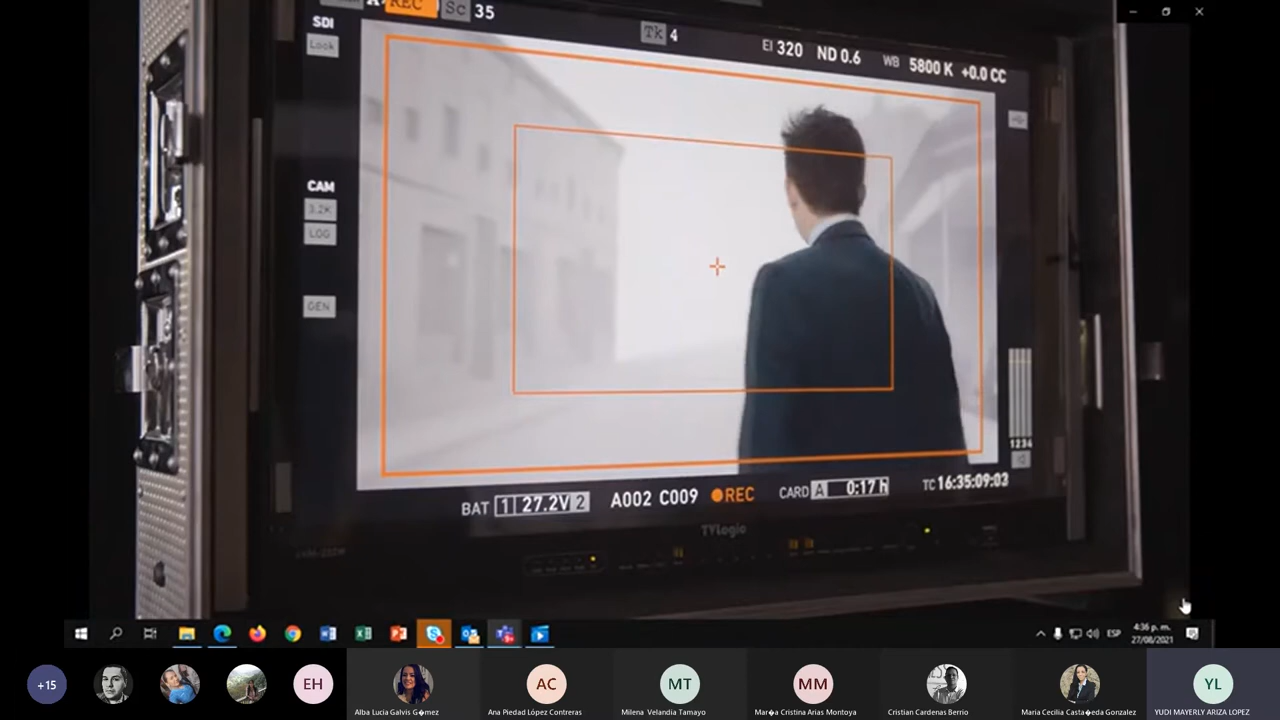 REC Sc 35
SDI
Look
Tk 4
EI 320 ND 0.6 WB 5800 K +0.0 CC
CAM
3.2K
LOG
GEN
1234
BAT 1 27.2V 2 A002 C009 REC CARD A 0:17 h TC 16:35:09:03
TVLogic
ESP
4:36 p. m.
27/08/2021
+15
EH
AC
MT
MM
YL
Alba Lucia Galvis G�mez
Ana Piedad López Contreras
Milena Velandia Tamayo
Mar�a Cristina Arias Montoya
Cristian Cardenas Berrio
Maria Cecilia Casta�eda Gonzalez
YUDI MAYERLY ARIZA LOPEZ